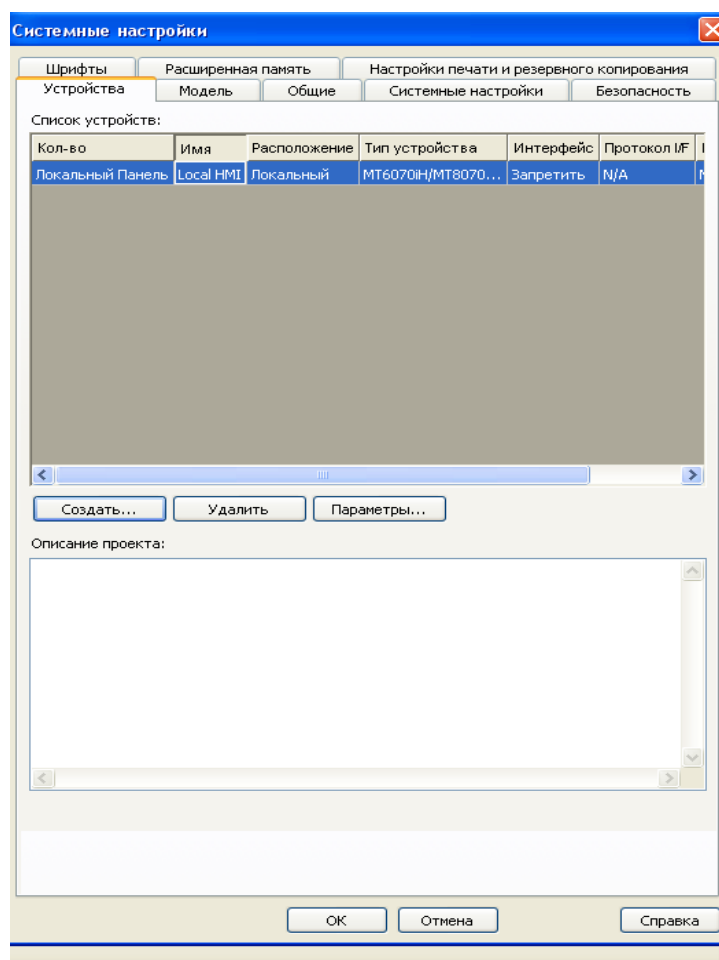 Системные настройки
Шрифты Расширенная память Настройки печати и резервного копирования
Устройства Модель Общие Системные настройки Безопасность
Список устройств:
Кол-во Имя Расположение Тип устройства Интерфейс Протокол I/F
Локальный Панель Local HMI Локальный MT6070iH/MT8070... Запретить N/A
Создать... Удалить Параметры...
Описание проекта:
OK Отмена Справка